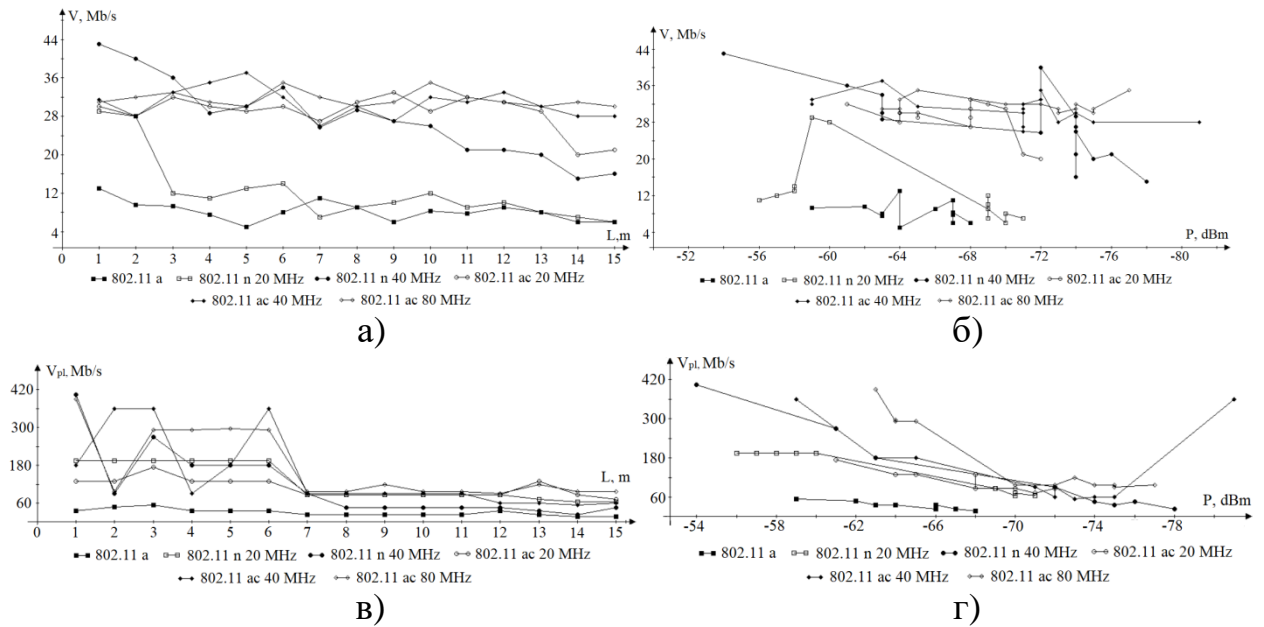 V, Mb/s
44
36
28
20
12
4
L,m
0 1 2 3 4 5 6 7 8 9 10 11 12 13 14 15
802.11 a 802.11 n 20 MHz 802.11 n 40 MHz 802.11 ac 20 MHz
802.11 ac 40 MHz 802.11 ac 80 MHz
а)
V, Mb/s
44
36
28
20
12
4
P, dBm
-52 -56 -60 -64 -68 -72 -76 -80
802.11 a 802.11 n 20 MHz 802.11 n 40 MHz 802.11 ac 20 MHz
802.11 ac 40 MHz 802.11 ac 80 MHz
б)
Vpl, Mb/s
420
300
180
60
L, m
0 1 2 3 4 5 6 7 8 9 10 11 12 13 14 15
802.11 a 802.11 n 20 MHz 802.11 n 40 MHz 802.11 ac 20 MHz
802.11 ac 40 MHz 802.11 ac 80 MHz
в)
Vpl, Mb/s
420
300
180
60
P, dBm
-54 -58 -62 -66 -70 -74 -78
802.11 a 802.11 n 20 MHz 802.11 n 40 MHz 802.11 ac 20 MHz
802.11 ac 40 MHz 802.11 ac 80 MHz
г)